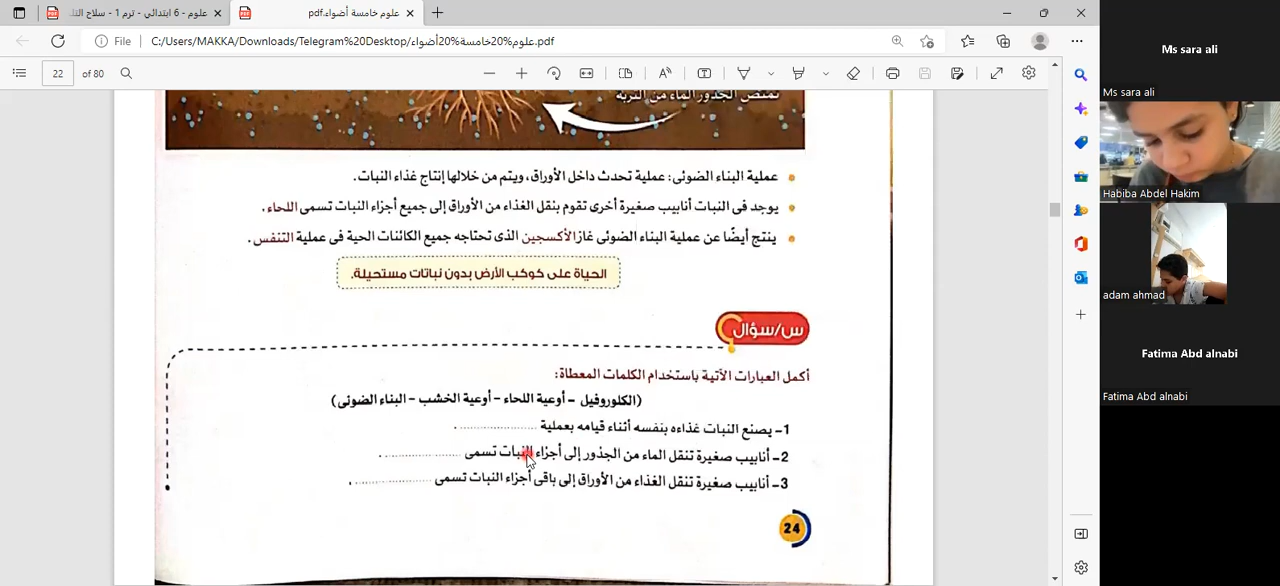 علوم - 6 ابتدائي - ترم 1 - سلاح التل
علوم خامسة أضواء.pdf
File
C:/Users/MAKKA/Downloads/Telegram%20Desktop/علوم%20خامسة%20أضواء.pdf
22 of 80
تمتص الجذور الماء من التربة
عملية البناء الضوئى: عملية تحدث داخل الأوراق، ويتم من خلالها إنتاج غذاء النبات.
يوجد فى النبات أنابيب صغيرة أخرى تقوم بنقل الغذاء من الأوراق إلى جميع أجزاء النبات تسمى اللحاء.
ينتج أيضًا عن عملية البناء الضوئى غاز الأكسجين الذى تحتاجه جميع الكائنات الحية فى عملية التنفس.
الحياة على كوكب الأرض بدون نباتات مستحيلة.
س/سؤال
أكمل العبارات الآتية باستخدام الكلمات المعطاة:
(الكلوروفيل - أوعية اللحاء - أوعية الخشب - البناء الضوئى)
1- يصنع النبات غذاءه بنفسه أثناء قيامه بعملية .....................
2- أنابيب صغيرة تنقل الماء من الجذور إلى أجزاء النبات تسمى .....................
3- أنابيب صغيرة تنقل الغذاء من الأوراق إلى باقى أجزاء النبات تسمى .....................
24
Ms sara ali
Ms sara ali
Habiba Abdel Hakim
adam ahmad
Fatima Abd alnabi
Fatima Abd alnabi